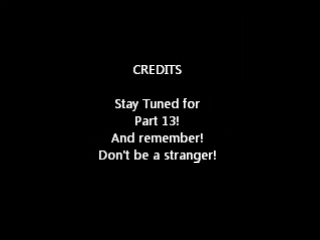 CREDITS
Stay Tuned for
Part 13!
And remember!
Don't be a stranger!